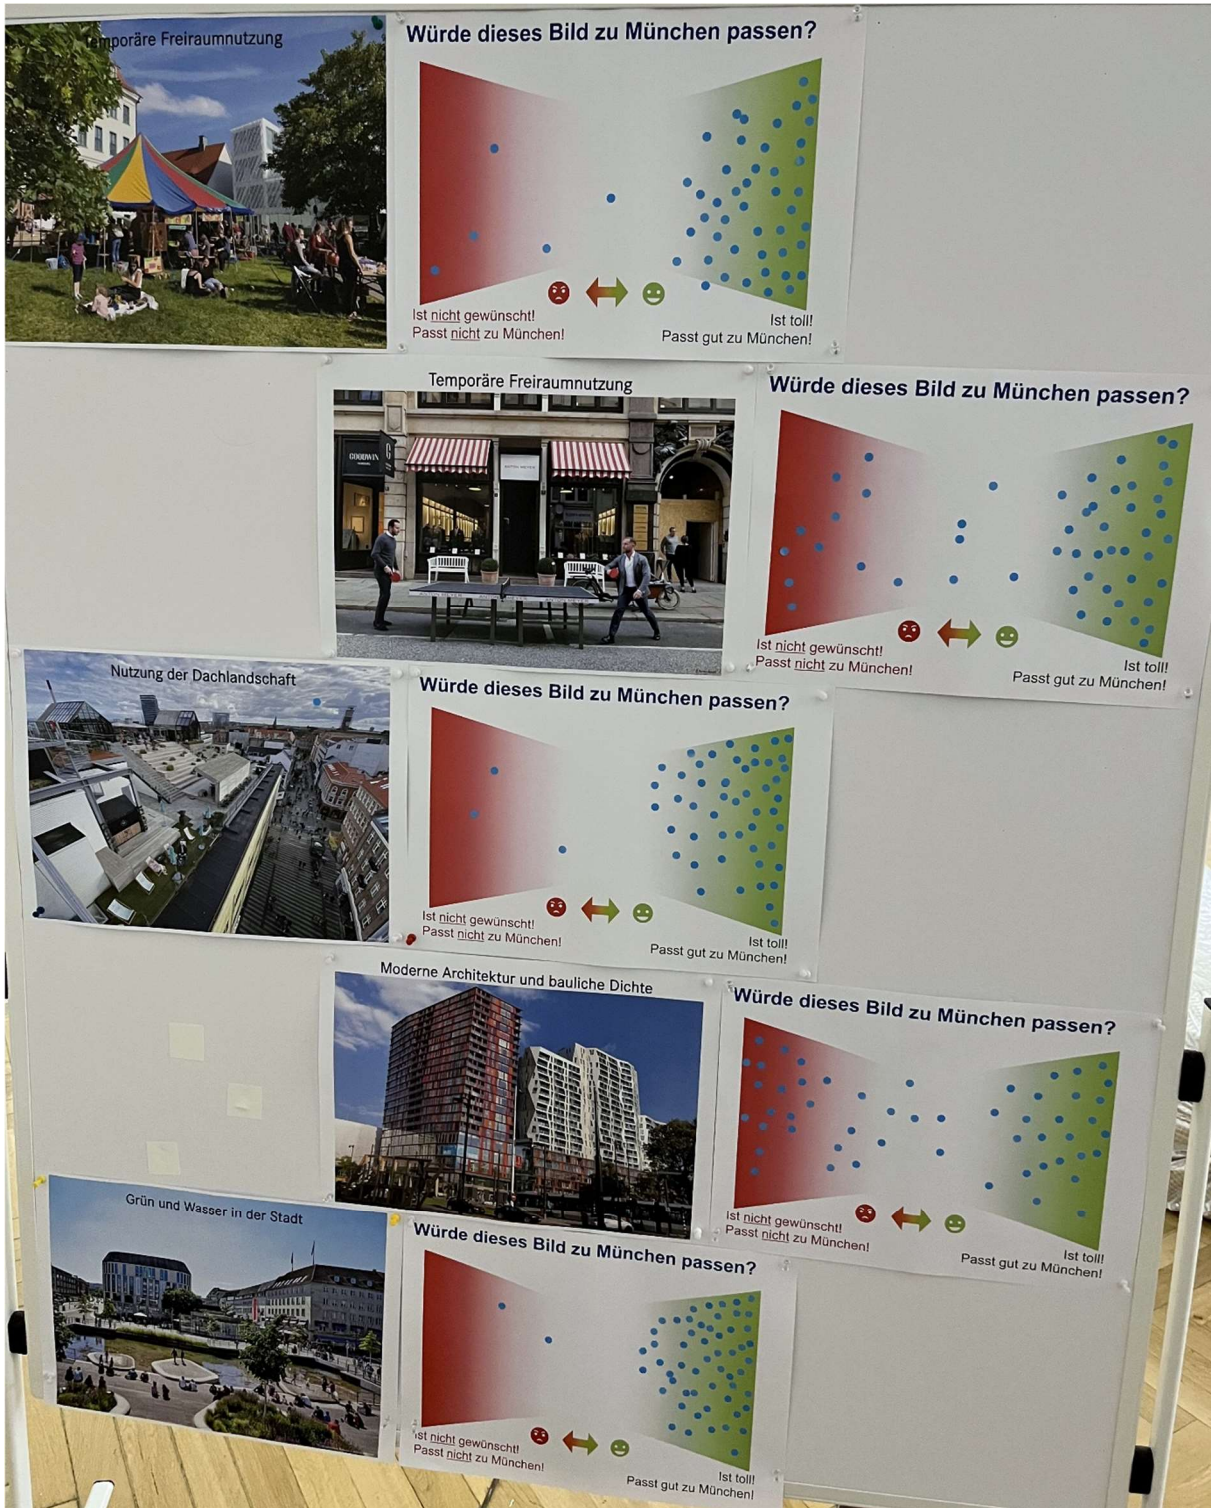 Temporäre Freiraumnutzung
Würde dieses Bild zu München passen?
Ist nicht gewünscht!
Passt nicht zu München!
Ist toll!
Passt gut zu München!
Temporäre Freiraumnutzung
GOODWIN
Würde dieses Bild zu München passen?
Ist nicht gewünscht!
Passt nicht zu München!
Ist toll!
Passt gut zu München!
Nutzung der Dachlandschaft
Würde dieses Bild zu München passen?
Ist nicht gewünscht!
Passt nicht zu München!
Ist toll!
Passt gut zu München!
Moderne Architektur und bauliche Dichte
Würde dieses Bild zu München passen?
Ist nicht gewünscht!
Passt nicht zu München!
Ist toll!
Passt gut zu München!
Grün und Wasser in der Stadt
Würde dieses Bild zu München passen?
Ist nicht gewünscht!
Passt nicht zu München!
Ist toll!
Passt gut zu München!